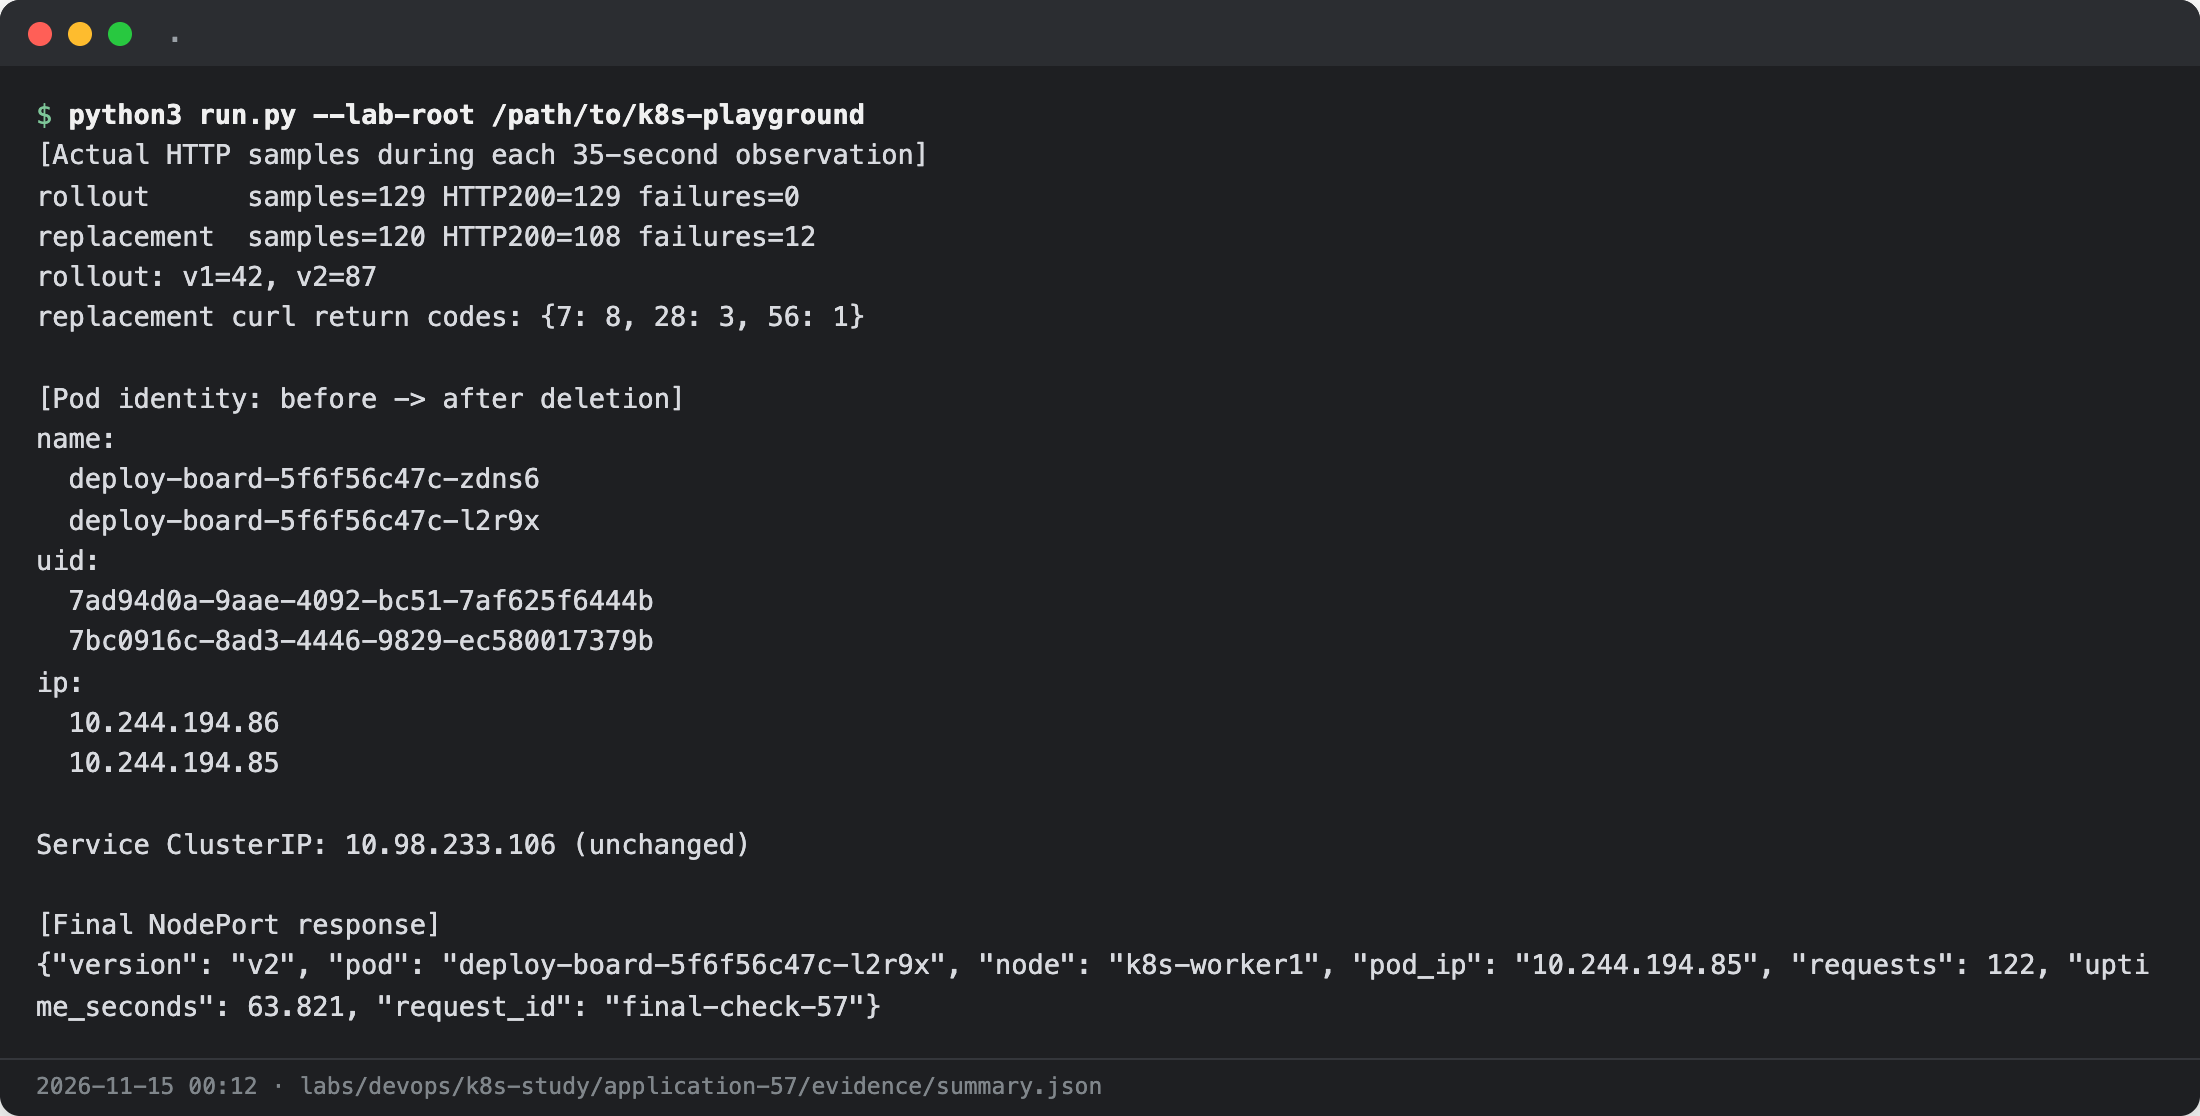 .
$ python3 run.py --lab-root /path/to/k8s-playground
[Actual HTTP samples during each 35-second observation]
rollout      samples=129 HTTP200=129 failures=0
replacement  samples=120 HTTP200=108 failures=12
rollout: v1=42, v2=87
replacement curl return codes: {7: 8, 28: 3, 56: 1}
[Pod identity: before -> after deletion]
name:
  deploy-board-5f6f56c47c-zdns6
  deploy-board-5f6f56c47c-l2r9x
uid:
  7ad94d0a-9aae-4092-bc51-7af625f6444b
  7bc0916c-8ad3-4446-9829-ec580017379b
ip:
  10.244.194.86
  10.244.194.85
Service ClusterIP: 10.98.233.106 (unchanged)
[Final NodePort response]
{"version": "v2", "pod": "deploy-board-5f6f56c47c-l2r9x", "node": "k8s-worker1", "pod_ip": "10.244.194.85", "requests": 122, "upti
me_seconds": 63.821, "request_id": "final-check-57"}
2026-11-15 00:12 · labs/devops/k8s-study/application-57/evidence/summary.json